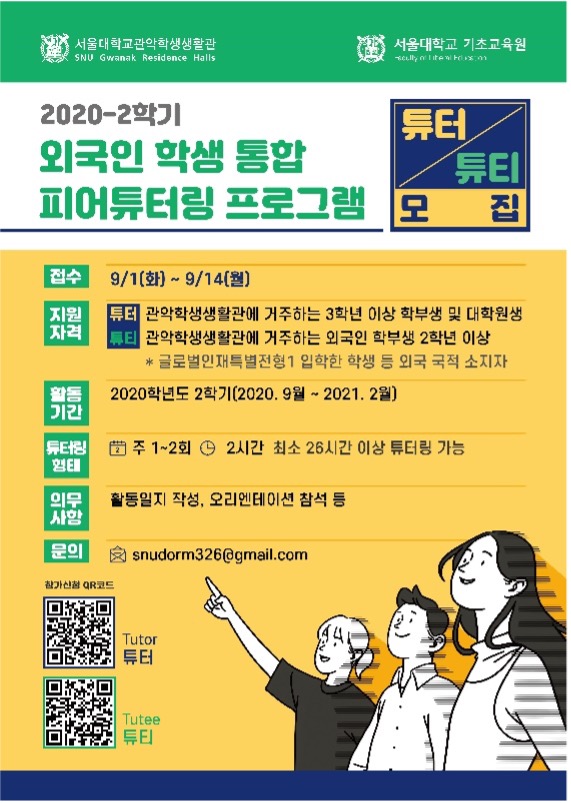 서울대학교관악학생생활관
SNU Gwanak Residence Halls
서울대학교 기초교육원
Faculty of Liberal Education
2020-2학기
외국인 학생 통합
피어튜터링 프로그램
튜터
튜티
모 집
접수 9/1(화) ~ 9/14(월)
지원
자격
튜터 관악학생생활관에 거주하는 3학년 이상 학부생 및 대학원생
튜티 관악학생생활관에 거주하는 외국인 학부생 2학년 이상
* 글로벌인재특별전형1 입학한 학생 등 외국 국적 소지자
활동
기간
2020학년도 2학기(2020. 9월 ~ 2021. 2월)
튜터링
형태
주 1~2회 2시간 최소 26시간 이상 튜터링 가능
의무
사항
활동일지 작성, 오리엔테이션 참석 등
문의 snudorm326@gmail.com
참가신청 QR코드
Tutor
튜터
Tutee
튜티